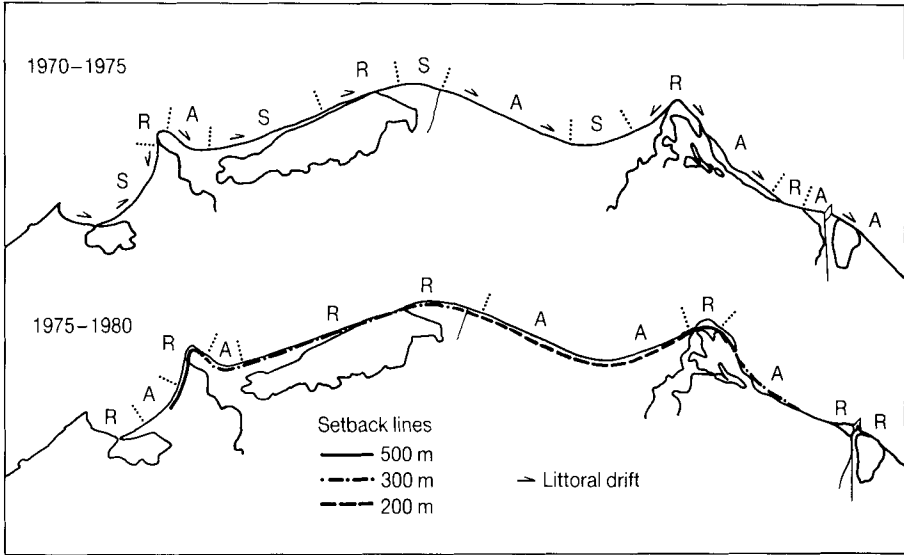 1970–1975
R
A
S
R
S
A
S
R
A
R
A
A
S
1975–1980
R
A
R
A
R
R
A
A
R
A
R
R
Setback lines
500 m
300 m
200 m
Littoral drift